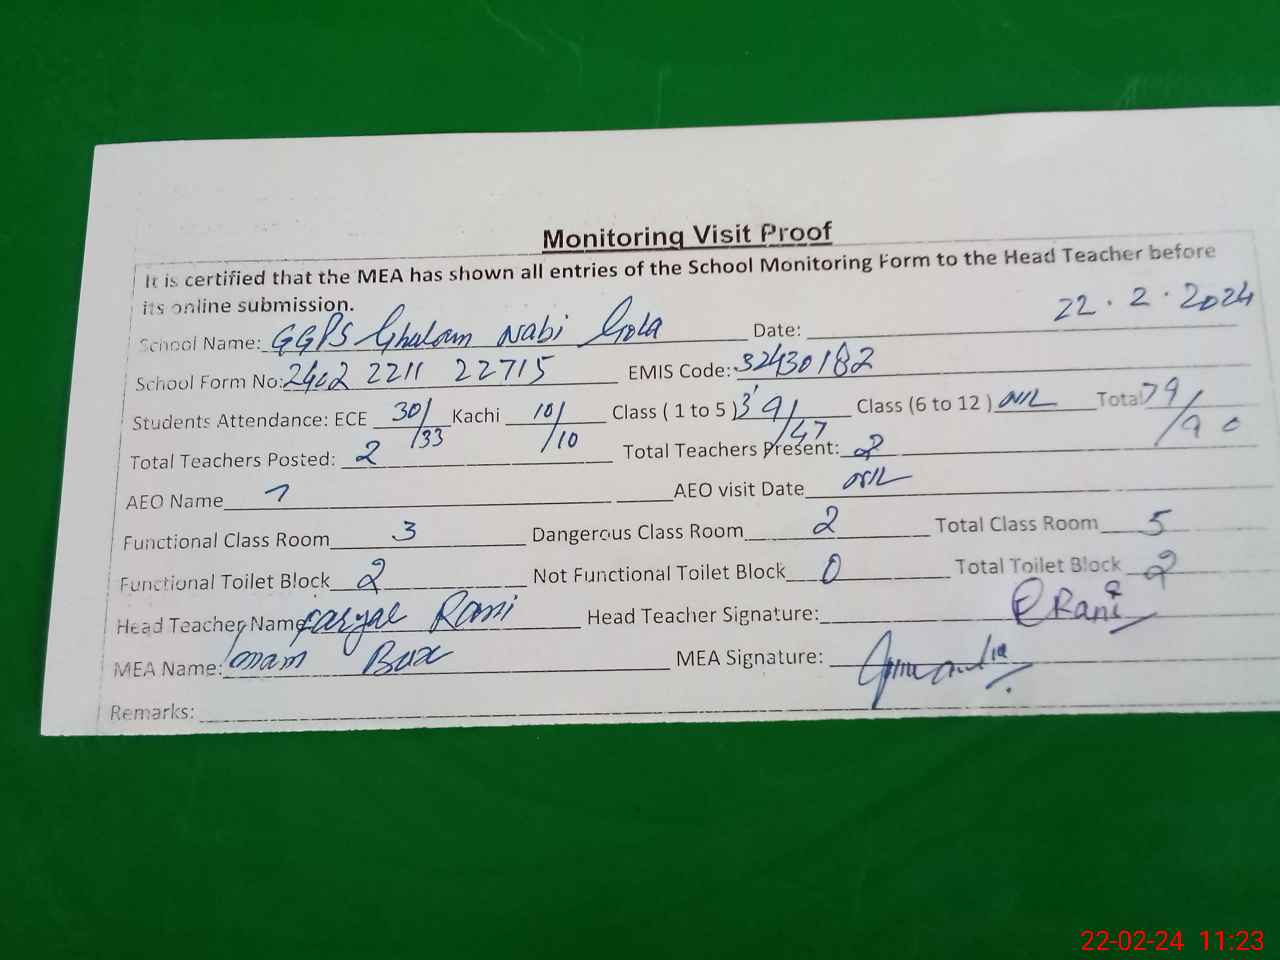 Monitoring Visit Proof
It is certified that the MEA has shown all entries of the School Monitoring Form to the Head Teacher before
its online submission.
School Name: GGPS Ghulam Nabi Gola Date: 22.2.2024
School Form No: 2402 2211 22715 EMIS Code: 32430182
Students Attendance: ECE 30/33 Kachi 10/10 Class ( 1 to 5 ) 39/47 Class (6 to 12 ) NIL Total 79/90
Total Teachers Posted: 2 Total Teachers Present: 2
AEO Name AEO visit Date NIL
Functional Class Room 3 Dangerous Class Room 2 Total Class Room 5
Functional Toilet Block 2 Not Functional Toilet Block 0 Total Toilet Block 2
Head Teacher Name Faryal Rani Head Teacher Signature: Rani
MEA Name: Imam Bux MEA Signature:
Remarks:
22-02-24 11:23